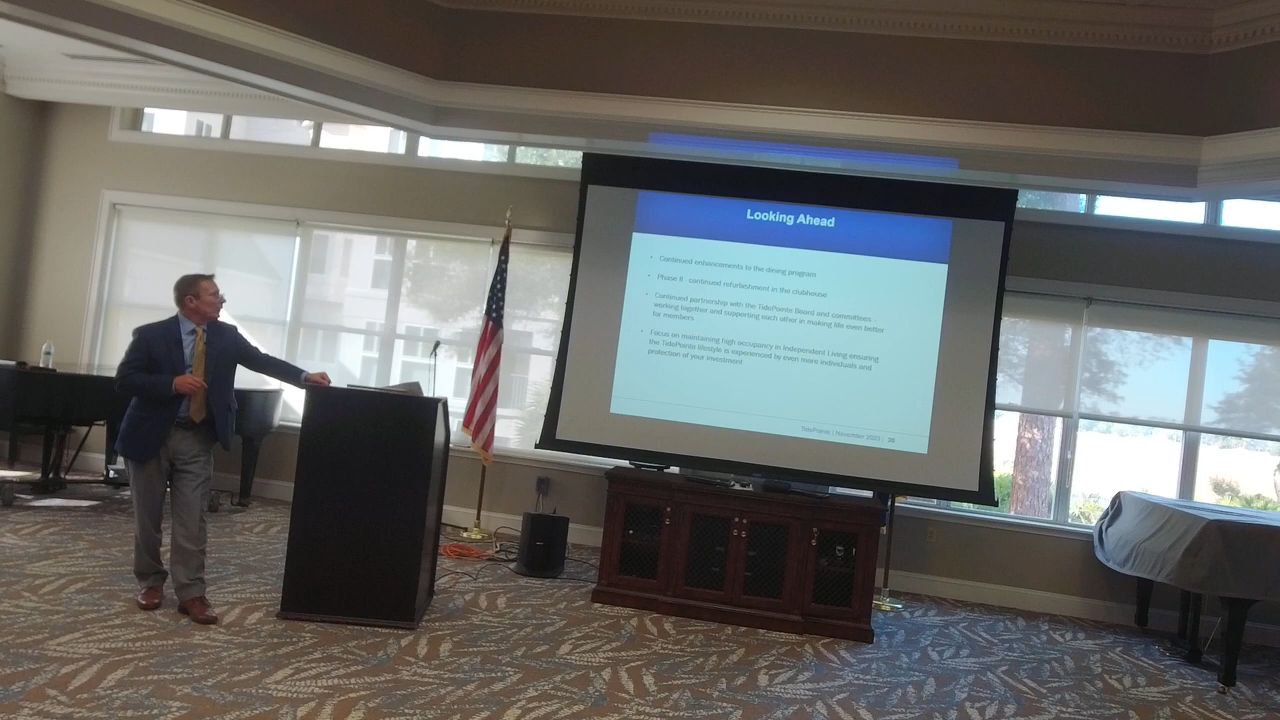 Looking Ahead
• Continued enhancements to the dining program
• Phase II : continued refurbishment in the clubhouse
• Continued partnership with the TidePointe Board and committees –
working together and supporting each other in making life even better
for members
• Focus on maintaining high occupancy in Independent Living ensuring
the TidePointe lifestyle is experienced by even more individuals and
protection of your investment
TidePointe | November 2023 |